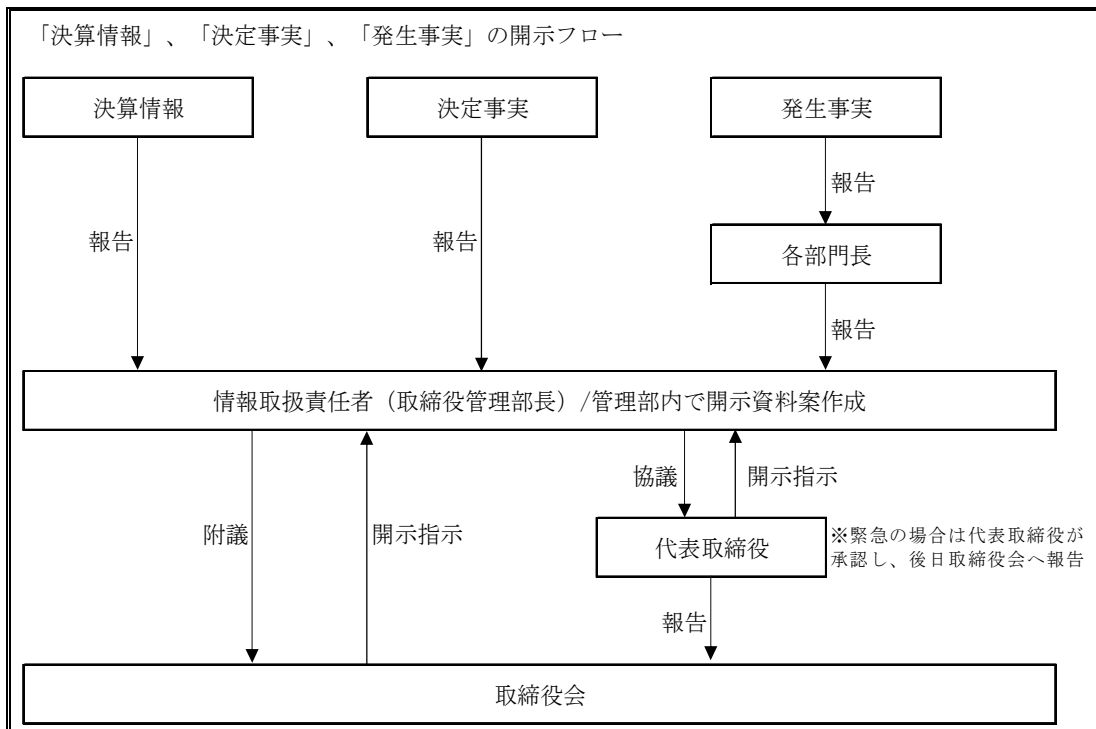 「決算情報」、「決定事実」、「発生事実」の開示フロー
決算情報
決定事実
発生事実
報告
各部門長
報告
報告
報告
情報取扱責任者（取締役管理部長）/管理部内で開示資料案作成
協議
開示指示
附議
開示指示
代表取締役
※緊急の場合は代表取締役が
承認し、後日取締役会へ報告
報告
取締役会